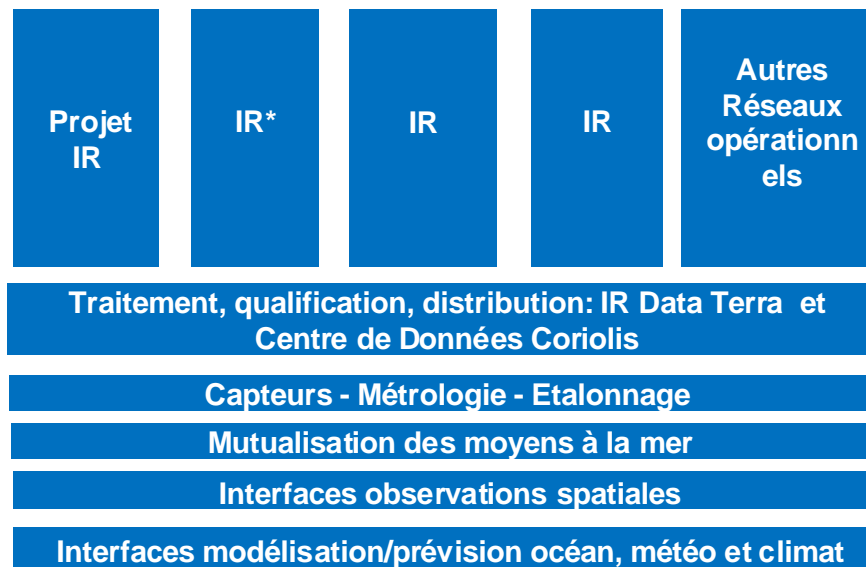 Projet
IR
IR*
IR
IR
Autres
Réseaux
opérationn
els
Traitement, qualification, distribution: IR Data Terra et
Centre de Données Coriolis
Capteurs - Métrologie - Etalonnage
Mutualisation des moyens à la mer
Interfaces observations spatiales
Interfaces modélisation/prévision océan, météo et climat